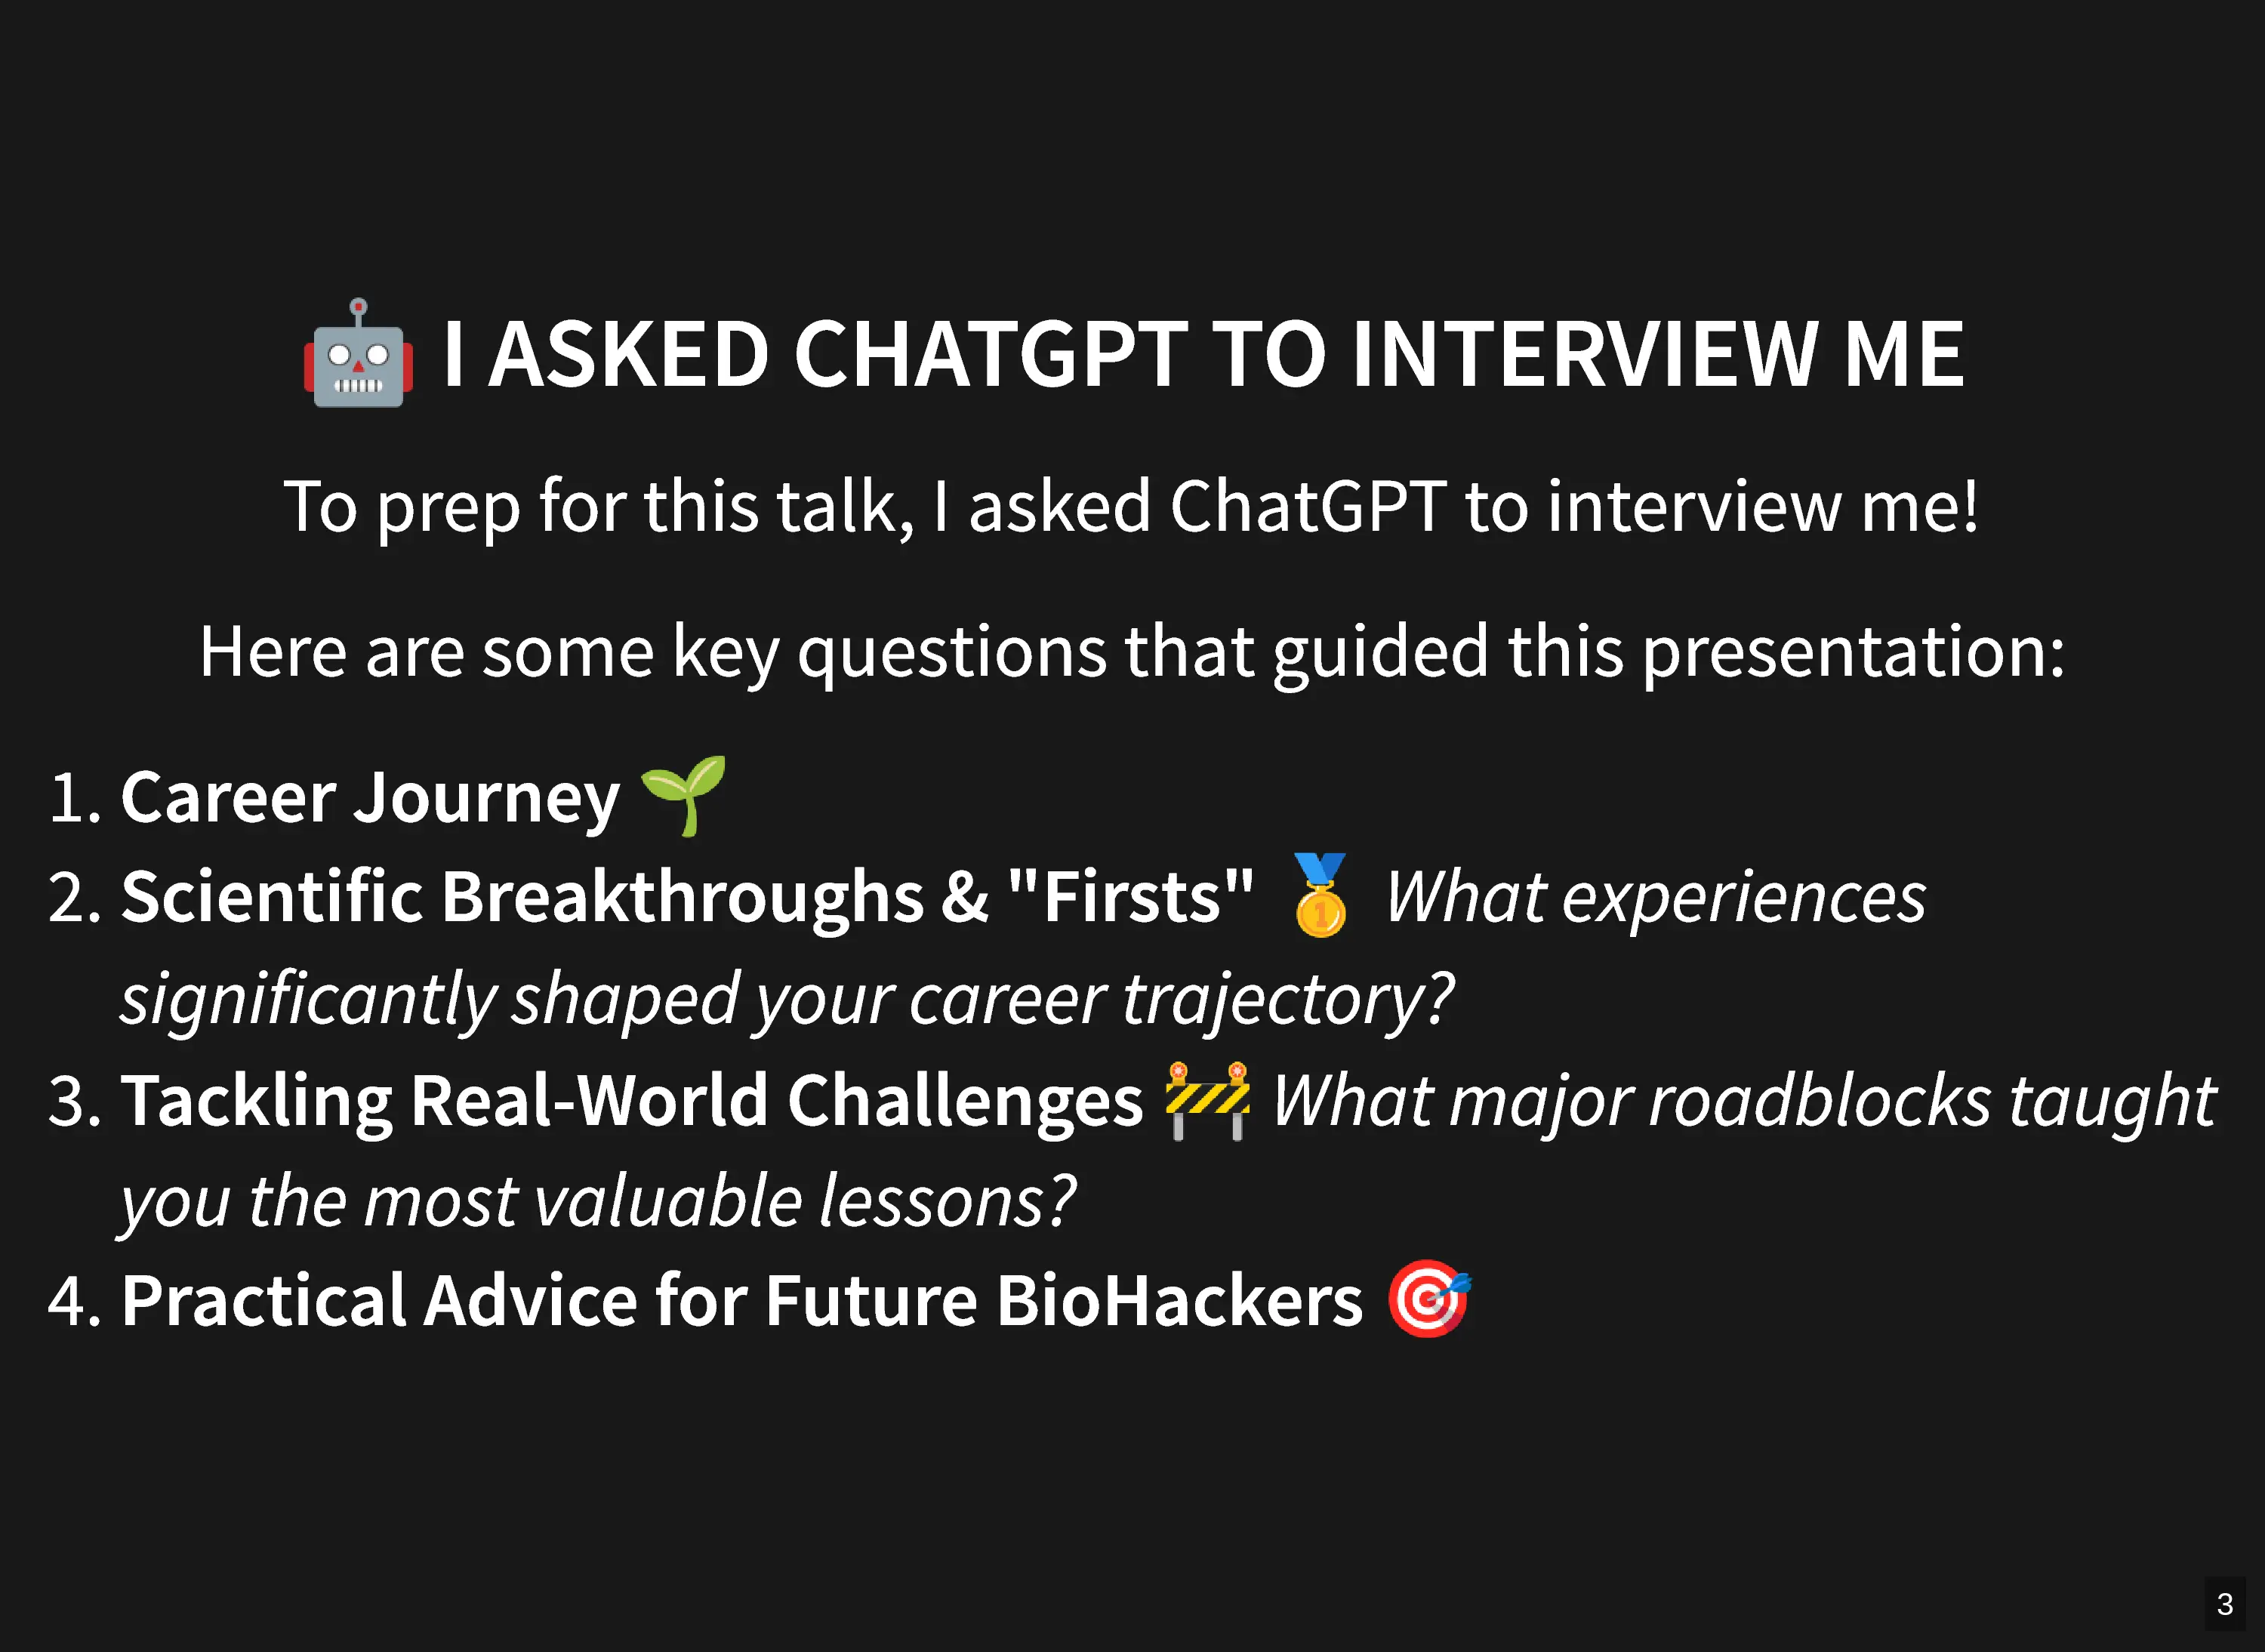 🤖 I ASKED CHATGPT TO INTERVIEW ME
To prep for this talk, I asked ChatGPT to interview me!
Here are some key questions that guided this presentation:
1. Career Journey 🌱
2. Scientific Breakthroughs & "Firsts" 🥇 What experiences
significantly shaped your career trajectory?
3. Tackling Real-World Challenges 🚧 What major roadblocks taught
you the most valuable lessons?
4. Practical Advice for Future BioHackers 🎯
3